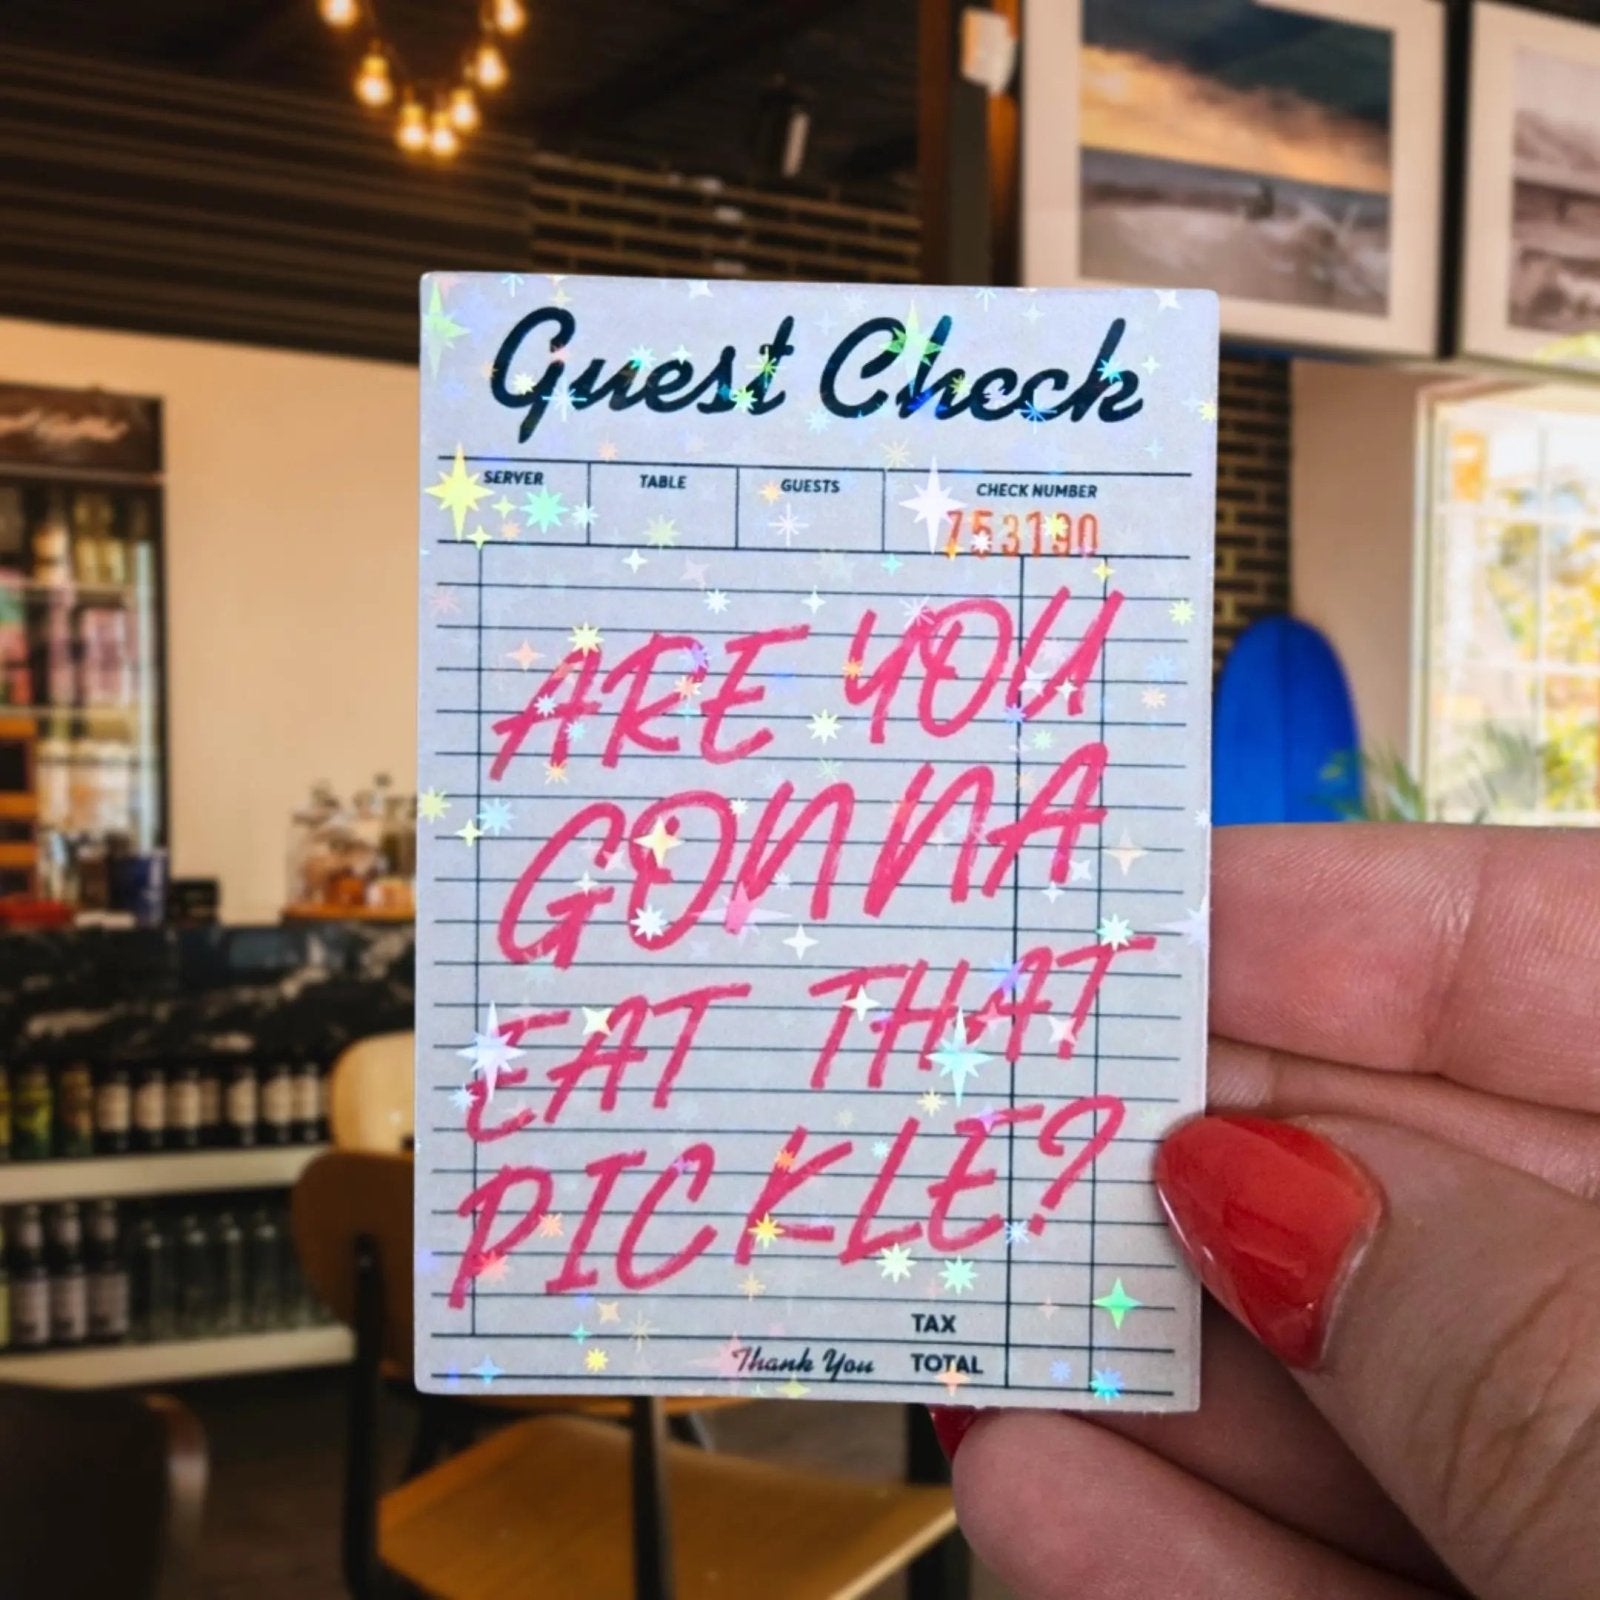 Guest Check
SERVER TABLE GUESTS CHECK NUMBER
753190
ARE YOU
GONNA
EAT THAT
PICKLE?
TAX
Thank You TOTAL